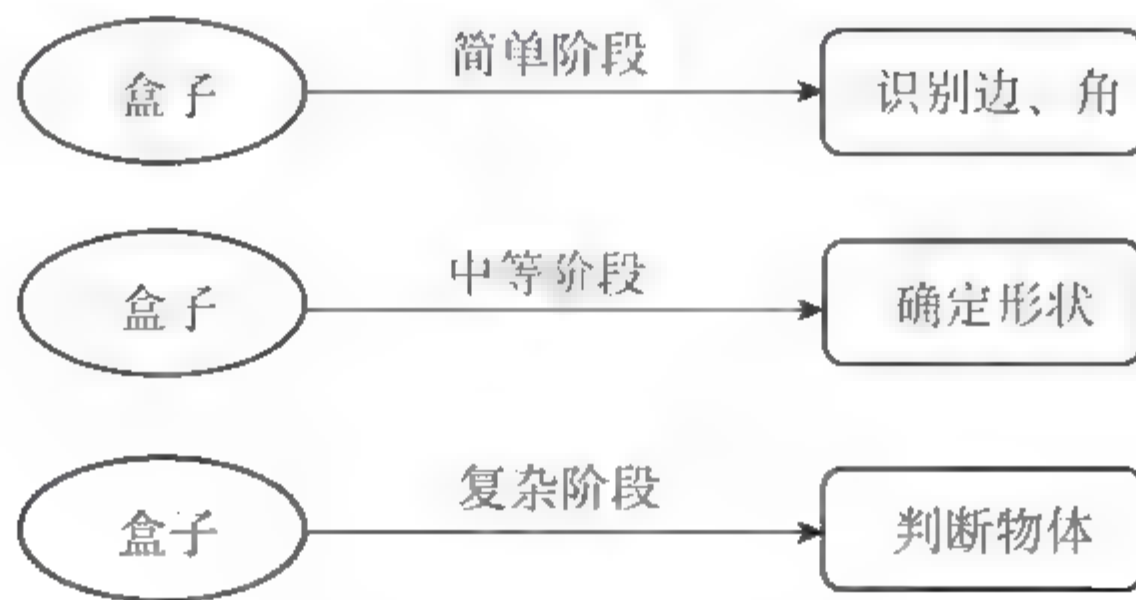 盒子
简单阶段
识别边、角
盒子
中等阶段
确定形状
盒子
复杂阶段
判断物体